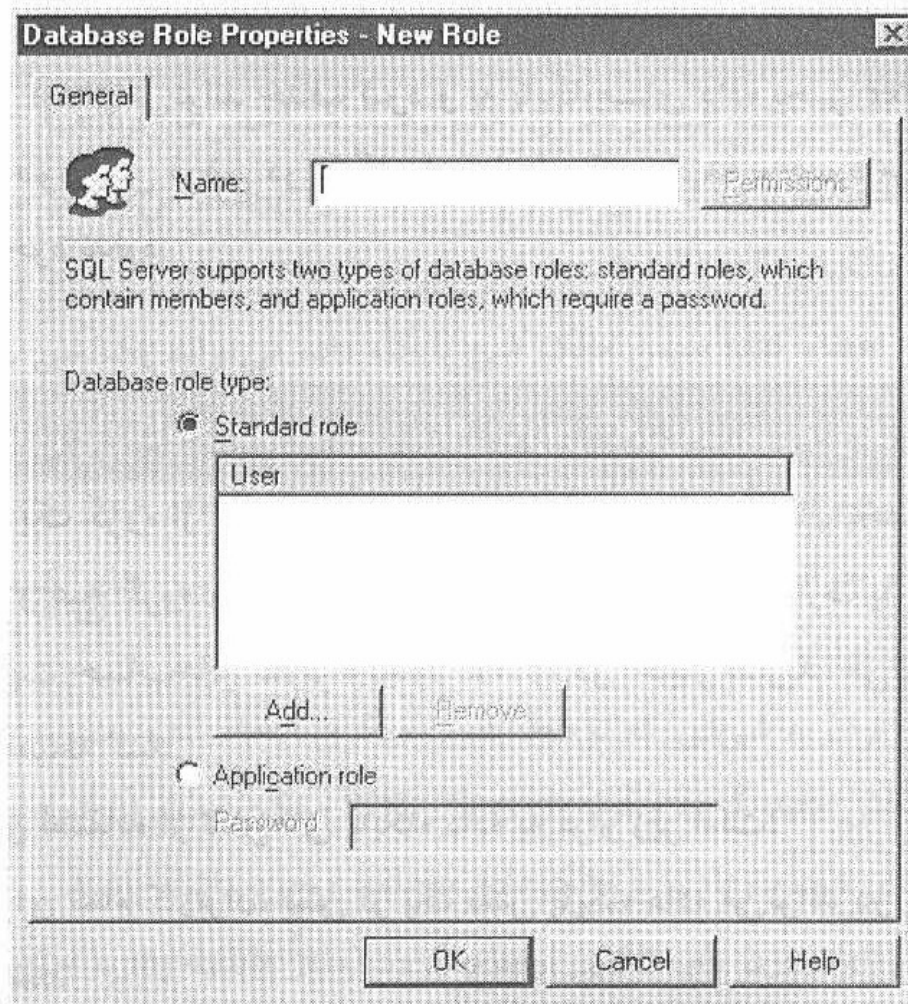 Database Role Properties - New Role
General
Name:
Permissions
SQL Server supports two types of database roles: standard roles, which
contain members, and application roles, which require a password.
Database role type:
Standard role
User
Add...
Remove
Application role
Password:
OK
Cancel
Help